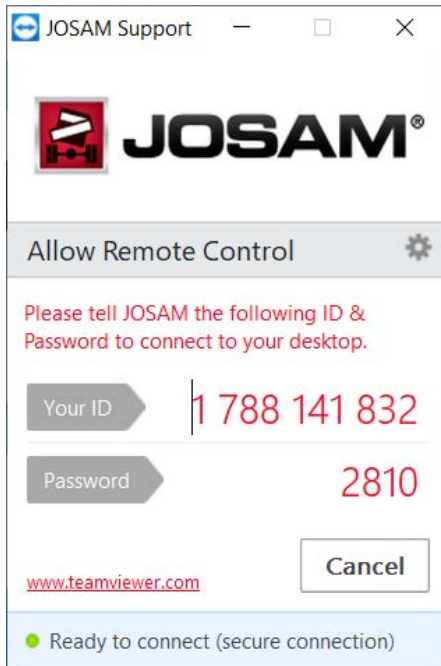 JOSAM Support
JOSAM®
Allow Remote Control
Please tell JOSAM the following ID &
Password to connect to your desktop.
Your ID 1 788 141 832
Password 2810
Cancel
www.teamviewer.com
Ready to connect (secure connection)